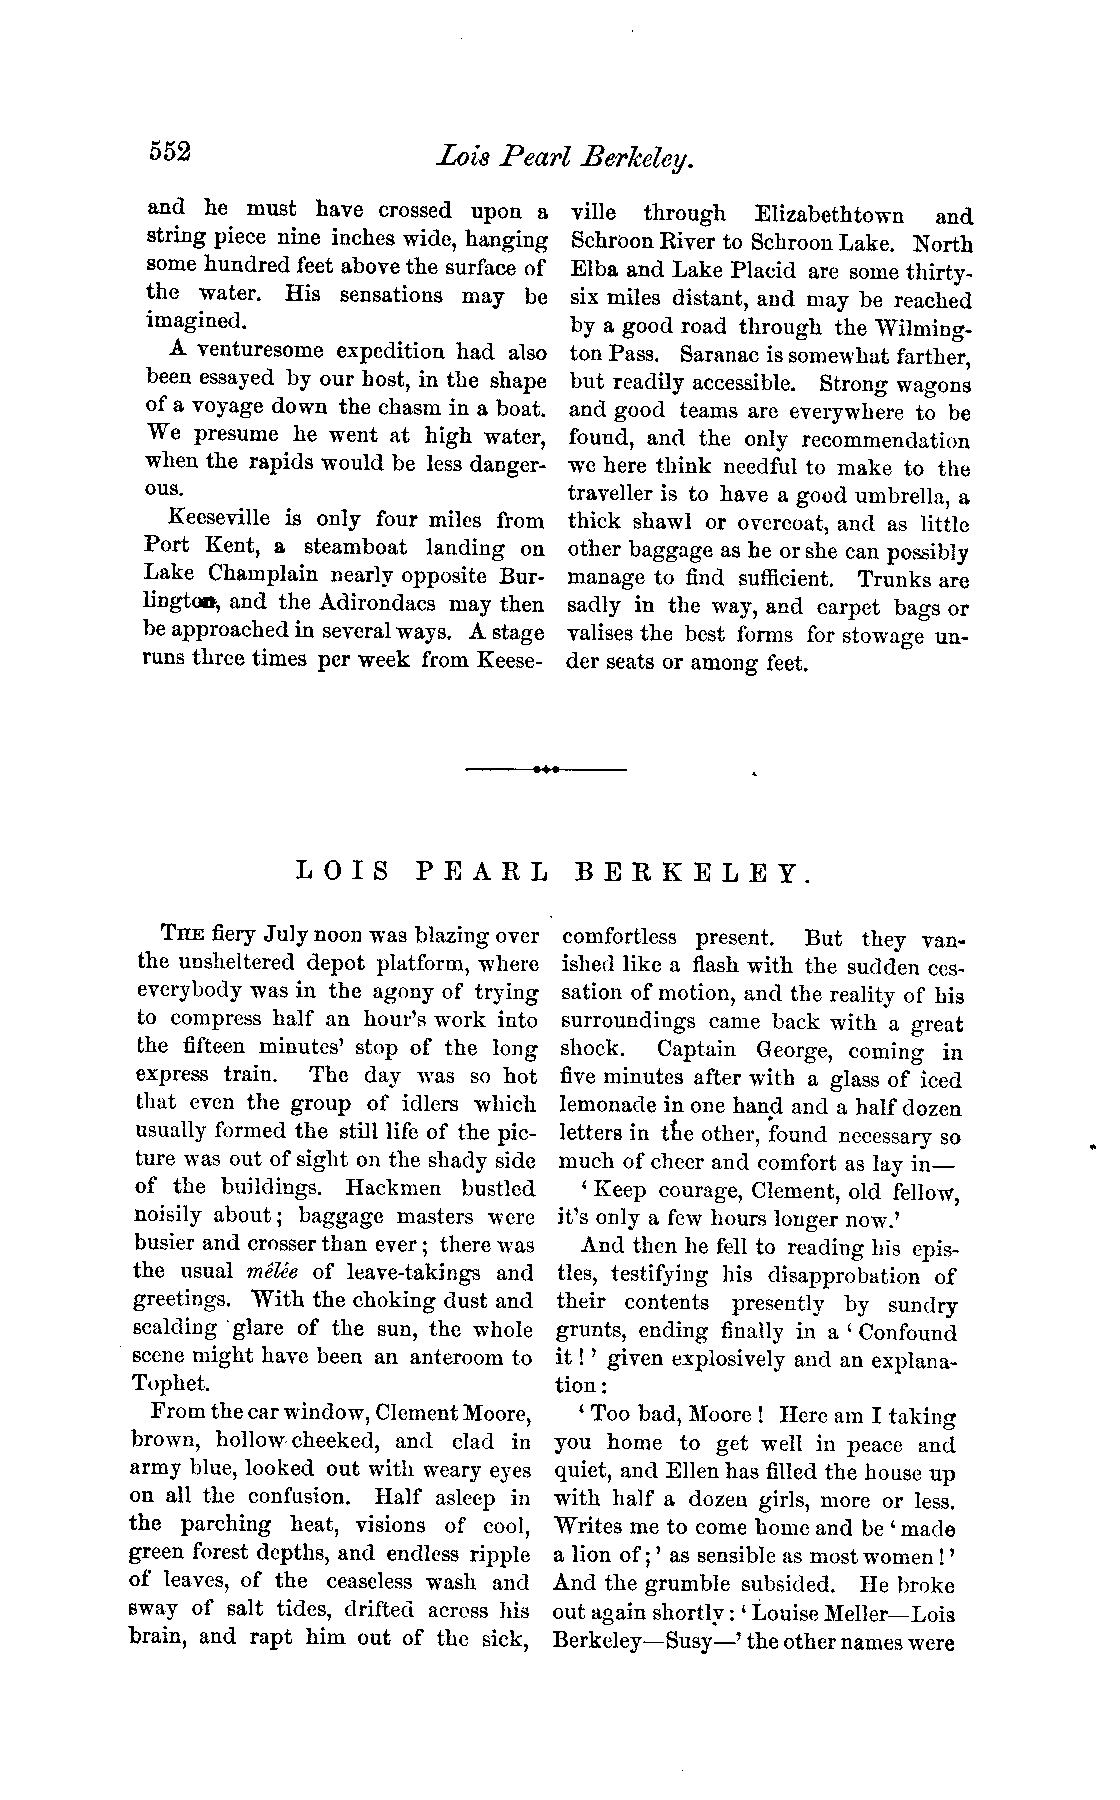 552
Lois Pearl Berkeley.
and he must have crossed upon a
string piece nine inches wide, hanging
some hundred feet above the surface of
the water. His sensations may be
imagined.
A venturesome expedition had also
been essayed by our host, in the shape
of a voyage down the chasm in a boat.
We presume he went at high water,
when the rapids would be less danger-
ous.
Keeseville is only four miles from
Port Kent, a steamboat landing on
Lake Champlain nearly opposite Bur-
lington, and the Adirondacs may then
be approached in several ways. A stage
runs three times per week from Keese-
ville through Elizabethtown and
Schroon River to Schroon Lake. North
Elba and Lake Placid are some thirty-
six miles distant, and may be reached
by a good road through the Wilming-
ton Pass. Saranac is somewhat farther,
but readily accessible. Strong wagons
and good teams are everywhere to be
found, and the only recommendation
we here think needful to make to the
traveller is to have a good umbrella, a
thick shawl or overcoat, and as little
other baggage as he or she can possibly
manage to find sufficient. Trunks are
sadly in the way, and carpet bags or
valises the best forms for stowage un-
der seats or among feet.
LOIS PEARL BERKELEY.
THE fiery July noon was blazing over
the unsheltered depot platform, where
everybody was in the agony of trying
to compress half an hour's work into
the fifteen minutes' stop of the long
express train. The day was so hot
that even the group of idlers which
usually formed the still life of the pic-
ture was out of sight on the shady side
of the buildings. Hackmen bustled
noisily about; baggage masters were
busier and crosser than ever; there was
the usual mêlée of leave-takings and
greetings. With the choking dust and
scalding glare of the sun, the whole
scene might have been an anteroom to
Tophet.
From the car window, Clement Moore,
brown, hollow-cheeked, and clad in
army blue, looked out with weary eyes
on all the confusion. Half asleep in
the parching heat, visions of cool,
green forest depths, and endless ripple
of leaves, of the ceaseless wash and
sway of salt tides, drifted across his
brain, and rapt him out of the sick,
comfortless present. But they van-
ished like a flash with the sudden ces-
sation of motion, and the reality of his
surroundings came back with a great
shock. Captain George, coming in
five minutes after with a glass of iced
lemonade in one hand and a half dozen
letters in the other, found necessary so
much of cheer and comfort as lay in—
'Keep courage, Clement, old fellow,
it's only a few hours longer now.'
And then he fell to reading his epis-
tles, testifying his disapprobation of
their contents presently by sundry
grunts, ending finally in a 'Confound
it!' given explosively and an explana-
tion:
'Too bad, Moore! Here am I taking
you home to get well in peace and
quiet, and Ellen has filled the house up
with half a dozen girls, more or less.
Writes me to come home and be 'made
a lion of;' as sensible as most women!'
And the grumble subsided. He broke
out again shortly: 'Louise Meller—Lois
Berkeley—Susy—' the other names were